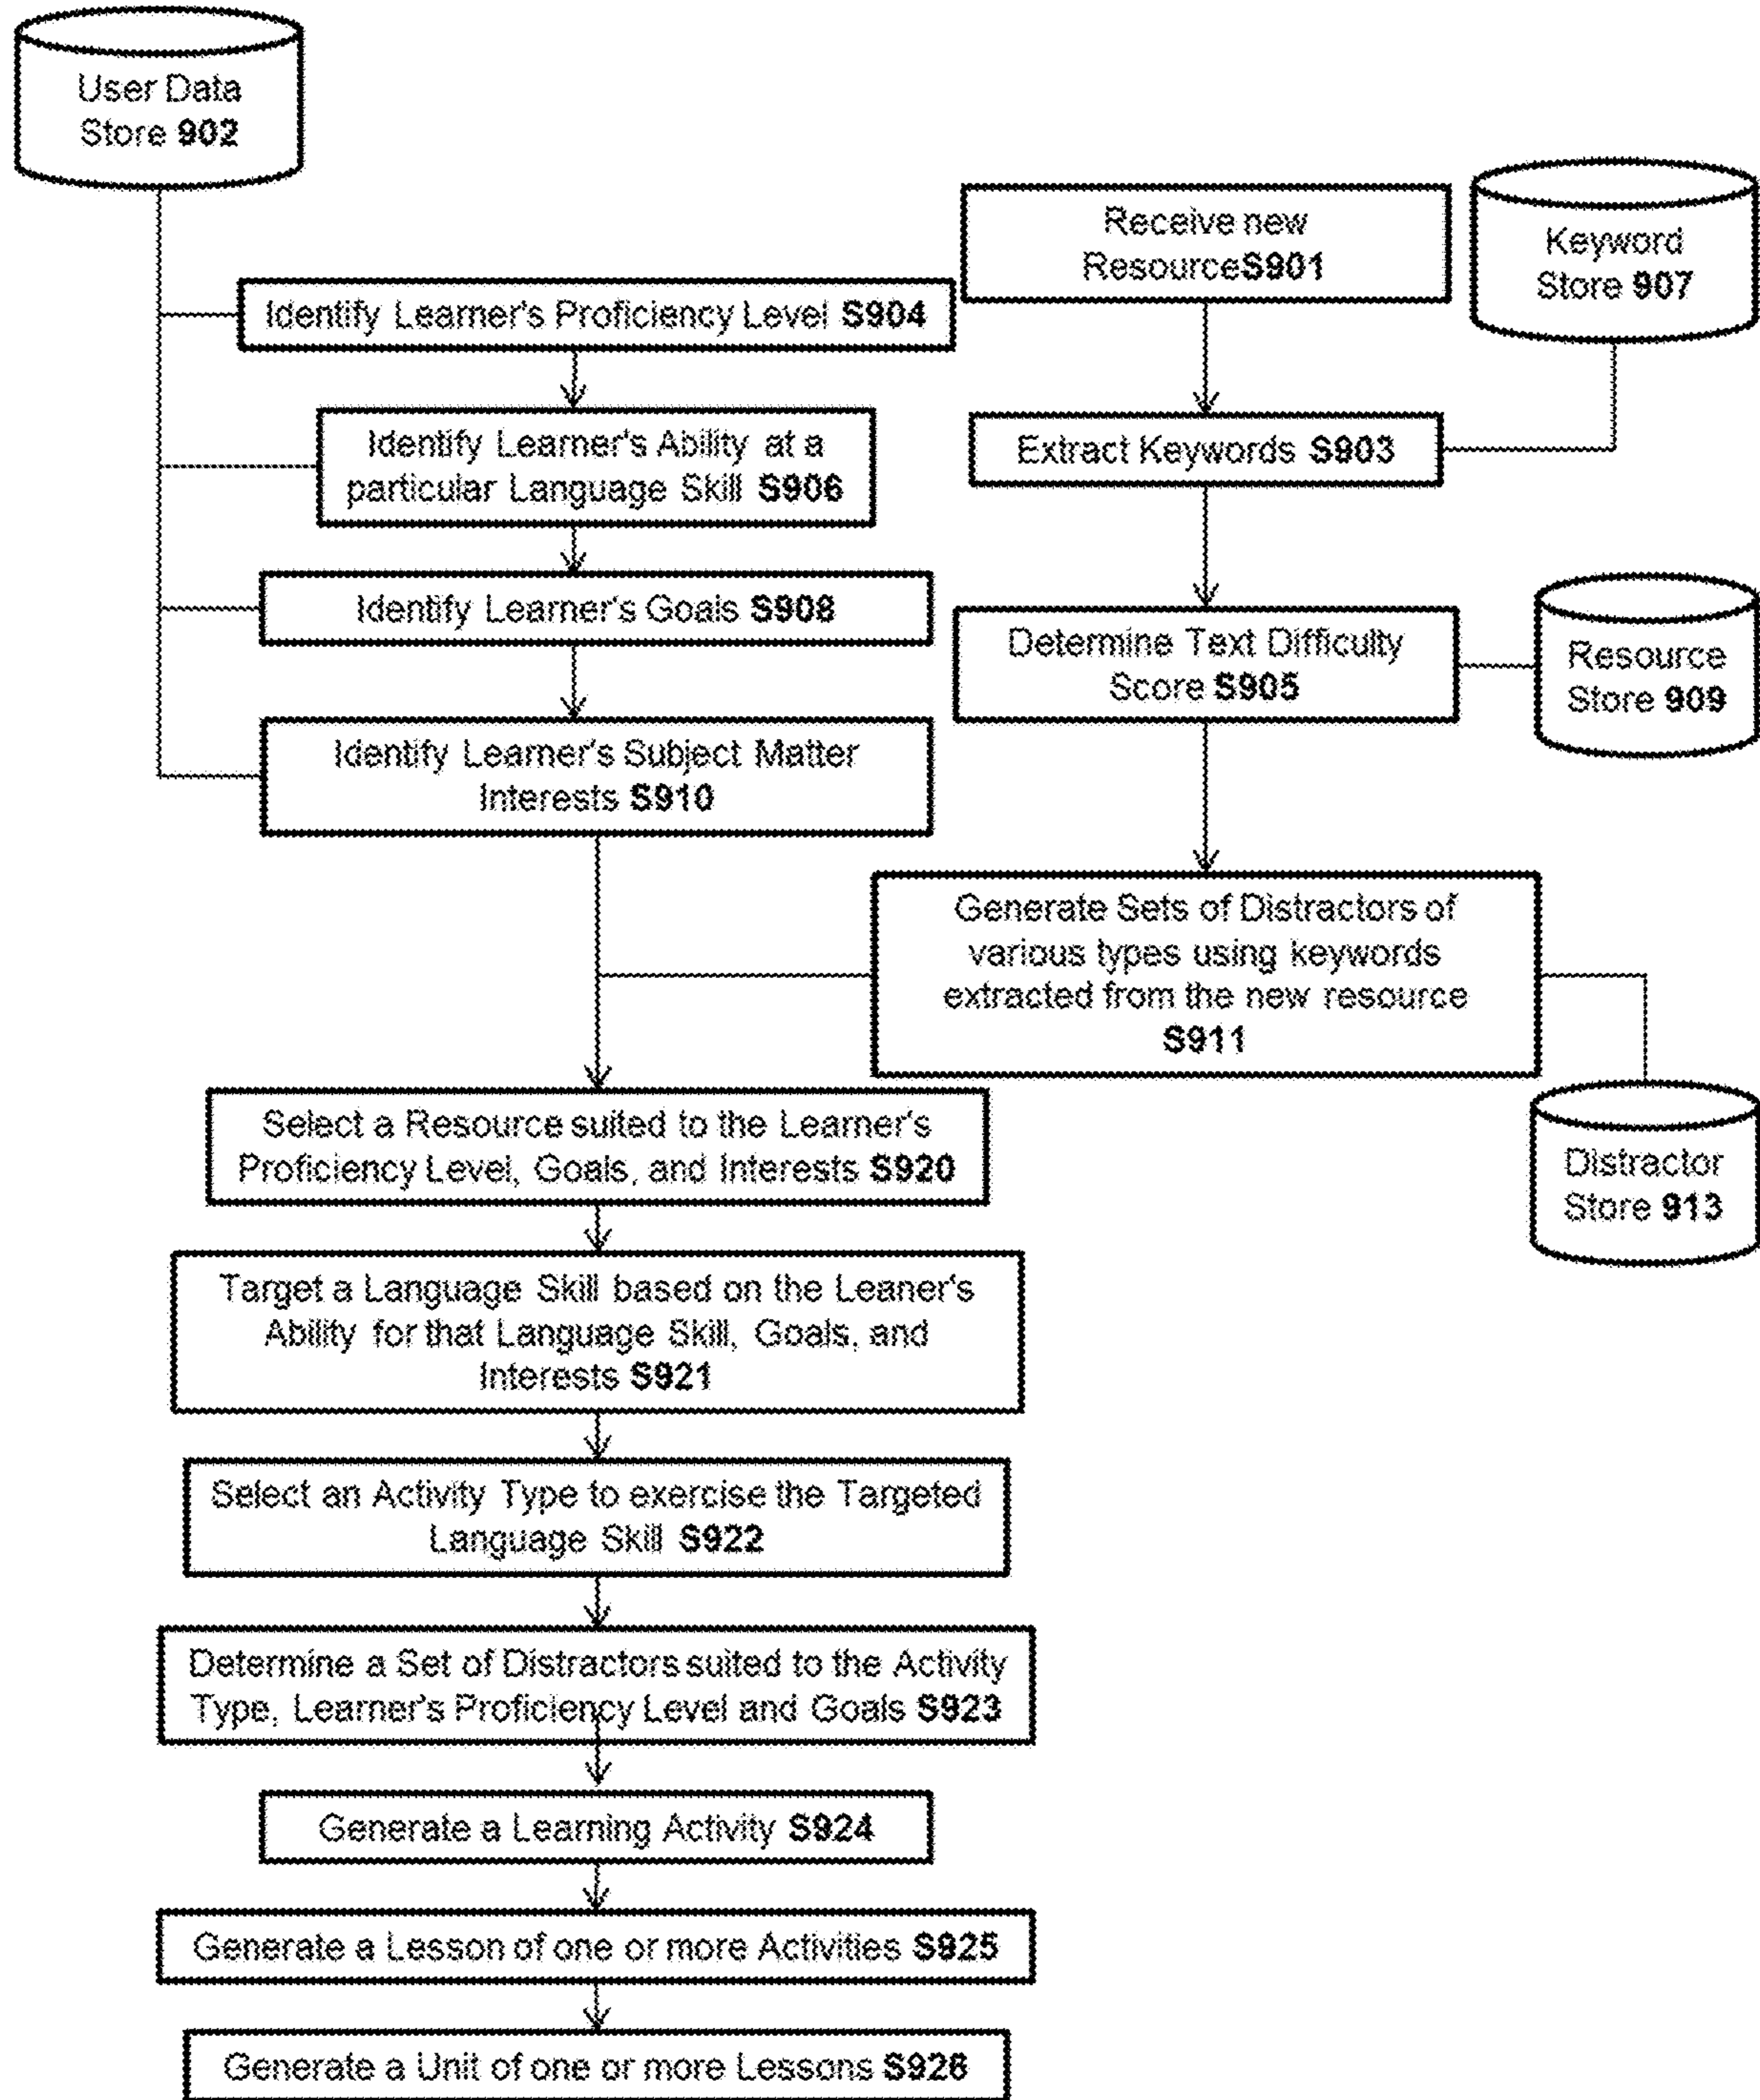 User Data
Store 902
Receive new
ResourceS901
Keyword
Store 907
Identify Learner's Proficiency Level S904
Identify Learner's Ability at a
particular Language Skill S906
Extract Keywords S903
Identify Learner's Goals S908
Determine Text Difficulty
Score S905
Resource
Store 909
Identify Learner's Subject Matter
Interests S910
Generate Sets of Distractors of
various types using keywords
extracted from the new resource
S911
Select a Resource suited to the Learner's
Proficiency Level, Goals, and Interests S920
Distractor
Store 913
Target a Language Skill based on the Leaner's
Ability for that Language Skill, Goals, and
Interests S921
Select an Activity Type to exercise the Targeted
Language Skill S922
Determine a Set of Distractors suited to the Activity
Type, Learner's Proficiency Level and Goals S923
Generate a Learning Activity S924
Generate a Lesson of one or more Activities S925
Generate a Unit of one or more Lessons S926